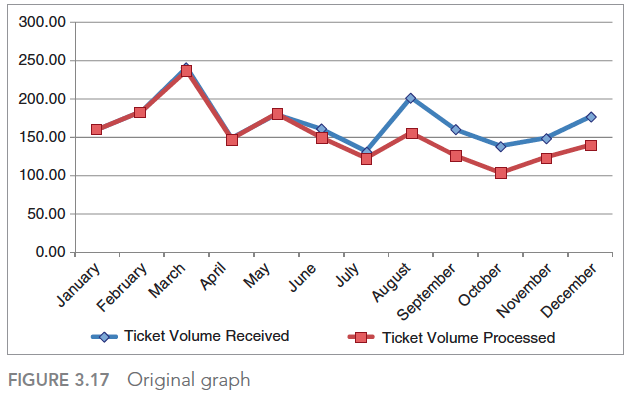 300.00
250.00
200.00
150.00
100.00
50.00
0.00
January
February
March
April
May
June
July
August
September
October
November
December
Ticket Volume Received
Ticket Volume Processed
FIGURE 3.17 Original graph